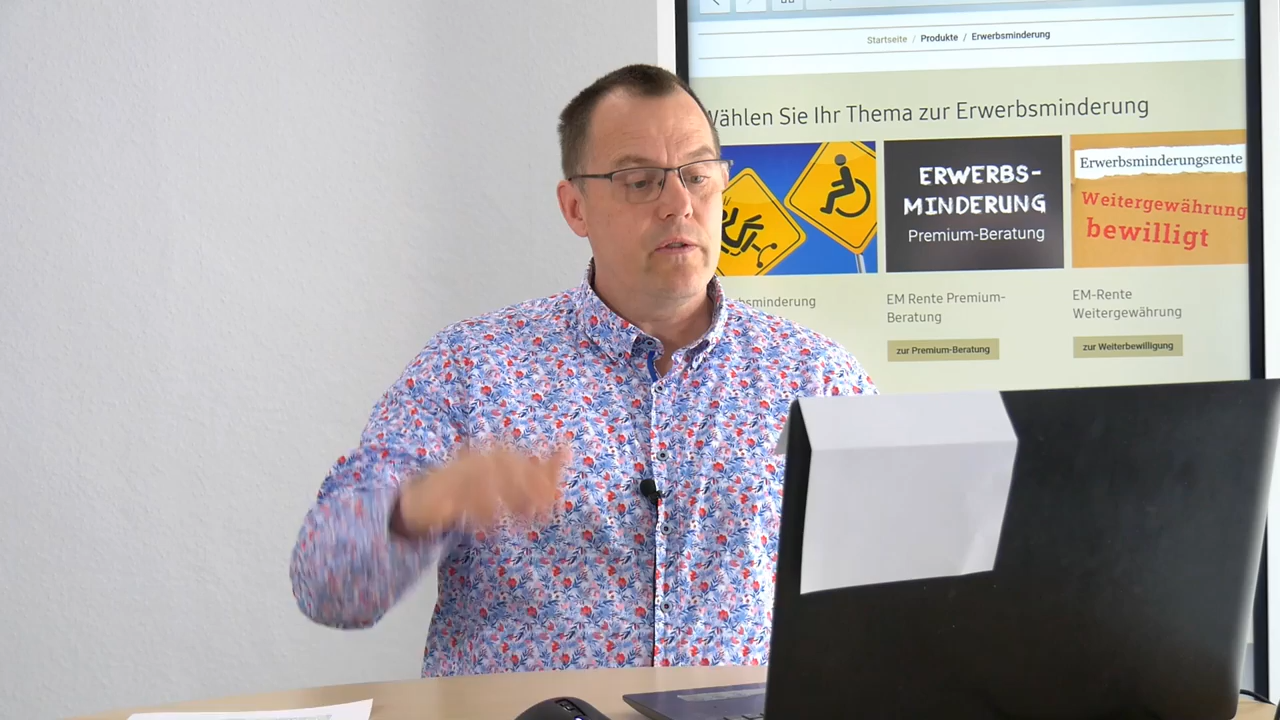 Startseite / Produkte / Erwerbsminderung
Wählen Sie Ihr Thema zur Erwerbsminderung
ERWERBS-
MINDERUNG
Premium-Beratung
Erwerbsminderungsrente
Weitergewährung
bewilligt
EM Rente Premium-
Beratung
zur Premium-Beratung
EM-Rente
Weitergewährung
zur Weiterbewilligung